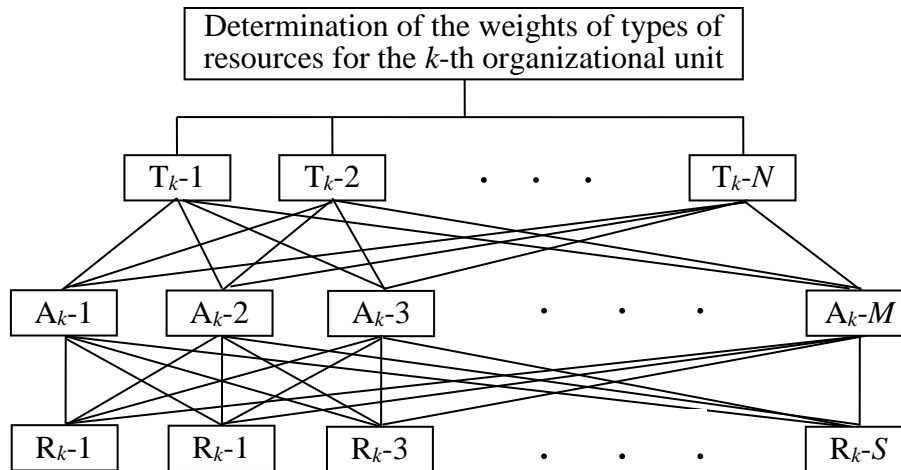 Determination of the weights of types of
resources for the k-th organizational unit
Tk-1 Tk-2 . . . Tk-N
Ak-1 Ak-2 Ak-3 . . . Ak-M
Rk-1 Rk-1 Rk-3 . . . Rk-S